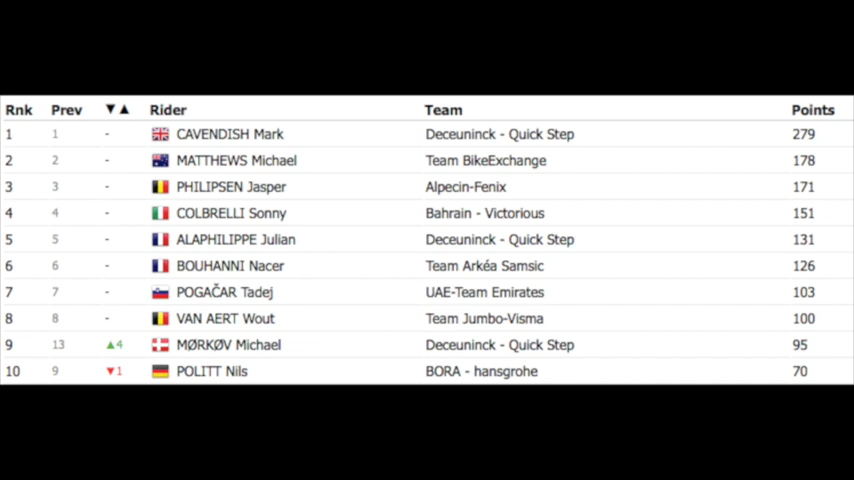 Rnk Prev ▼▲ Rider Team Points
1 1 - CAVENDISH Mark Deceuninck - Quick Step 279
2 2 - MATTHEWS Michael Team BikeExchange 178
3 3 - PHILIPSEN Jasper Alpecin-Fenix 171
4 4 - COLBRELLI Sonny Bahrain - Victorious 151
5 5 - ALAPHILIPPE Julian Deceuninck - Quick Step 131
6 6 - BOUHANNI Nacer Team Arkéa Samsic 126
7 7 - POGAČAR Tadej UAE-Team Emirates 103
8 8 - VAN AERT Wout Team Jumbo-Visma 100
9 13 ▲4 MØRKØV Michael Deceuninck - Quick Step 95
10 9 ▼1 POLITT Nils BORA - hansgrohe 70